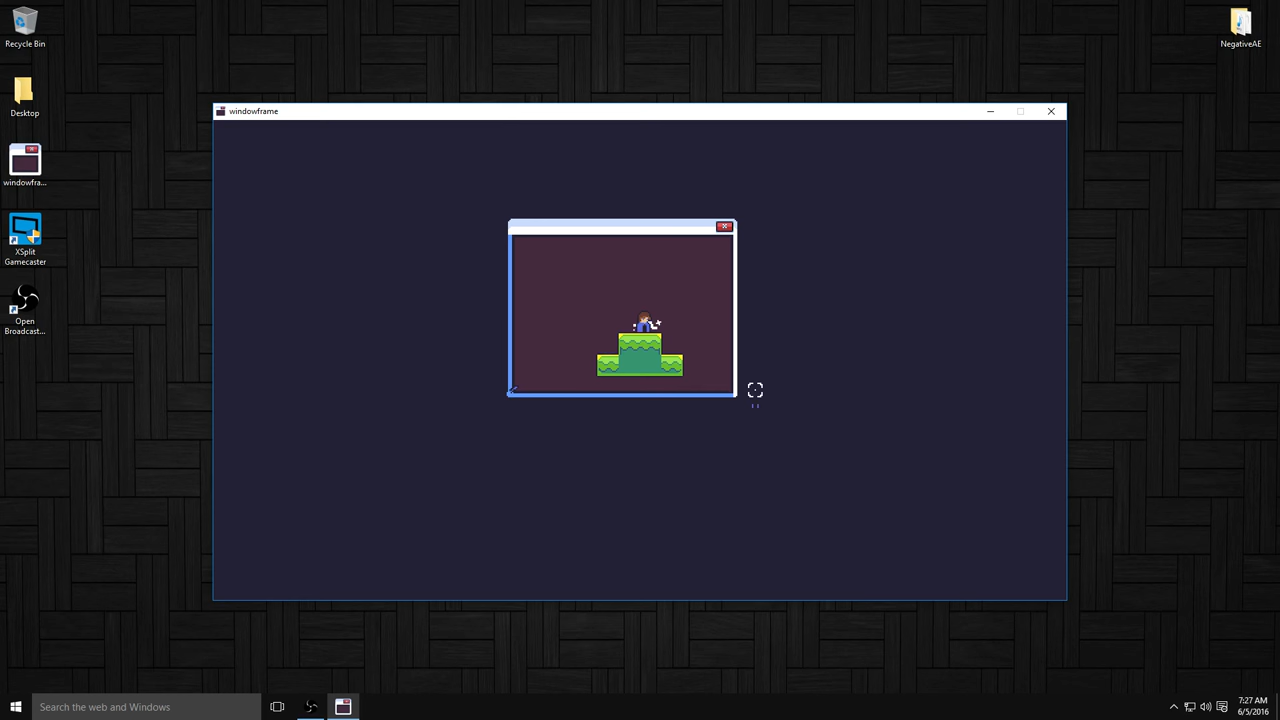 Recycle Bin
NegativeAE
Desktop
windowframe
windowfra...
XSplit
Gamecaster
Open
Broadcast...
Search the web and Windows
7:27 AM
6/5/2016